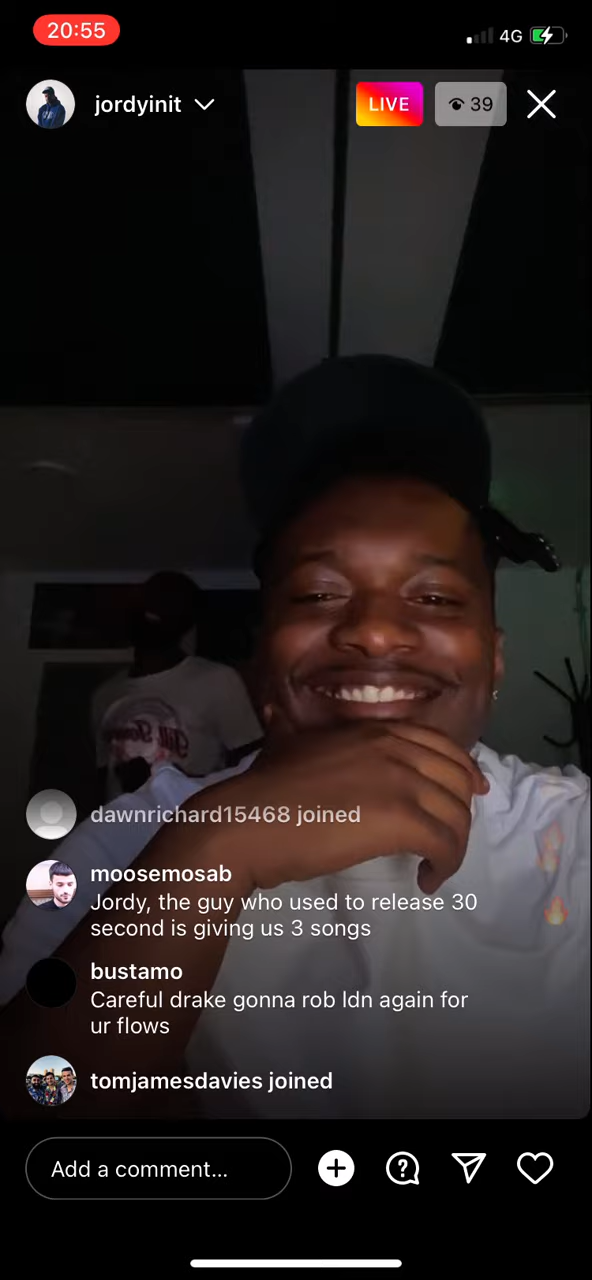 20:55
4G
jordyinit
LIVE
39
dawnrichard15468 joined
moosemosab
Jordy, the guy who used to release 30
second is giving us 3 songs
bustamo
Careful drake gonna rob ldn again for
ur flows
tomjamesdavies joined
Add a comment...